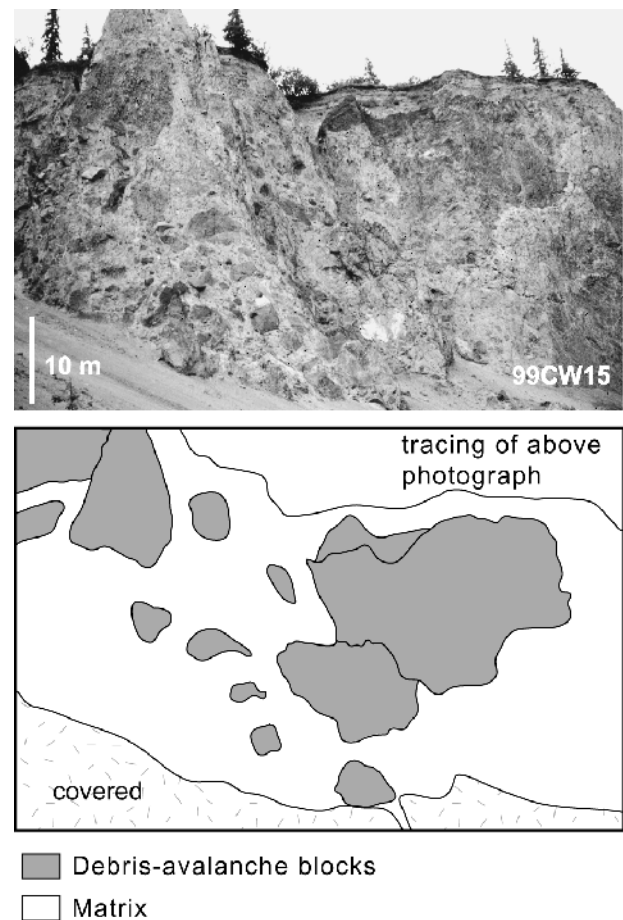 10 m
99CW15
tracing of above
photograph
covered
Debris-avalanche blocks
Matrix